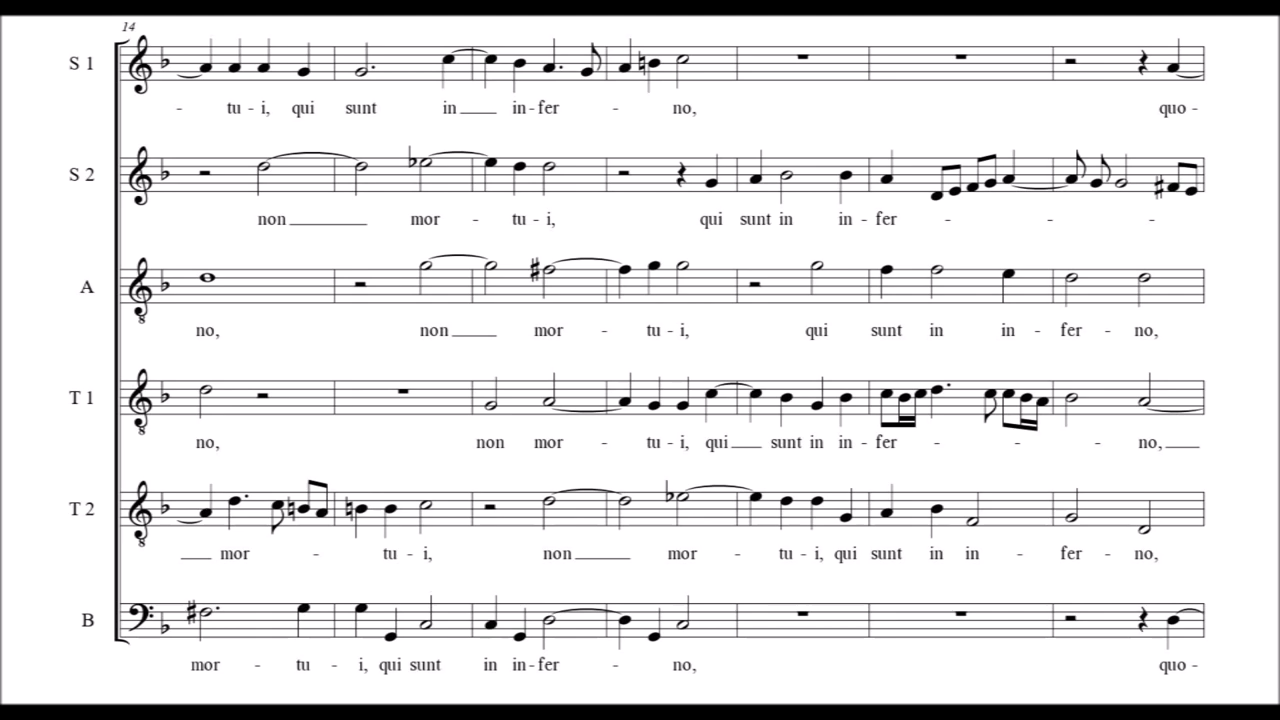 14
S 1
- tu - i, qui sunt in in - fer - no, quo -
S 2
non mor - tu - i, qui sunt in in - fer - - - -
A
no, non mor - tu - i, qui sunt in in - fer - no,
T 1
no, non mor - tu - i, qui sunt in in - fer - - - - no,
T 2
mor - tu - i, non mor - tu - i, qui sunt in in - fer - no,
B
mor - tu - i, qui sunt in in - fer - no, quo -